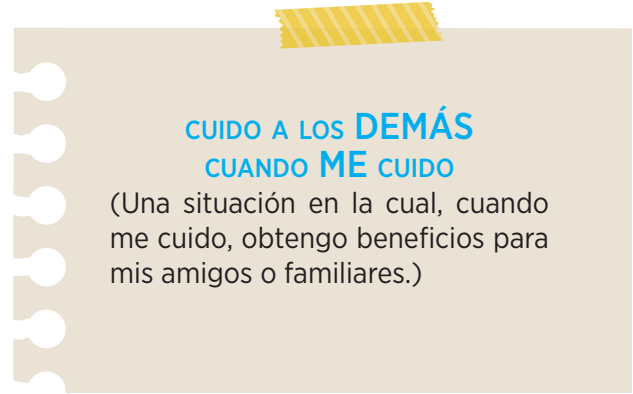 CUIDO A LOS DEMÁS
CUANDO ME CUIDO
(Una situación en la cual, cuando
me cuido, obtengo beneficios para
mis amigos o familiares.)